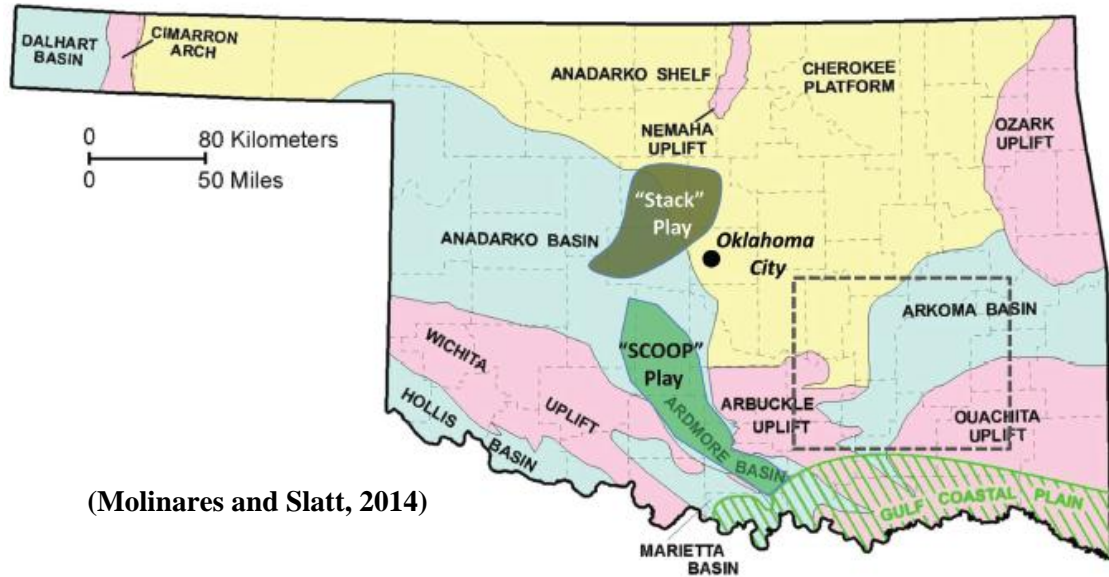 DALHART
BASIN
CIMARRON
ARCH
ANADARKO SHELF
CHEROKEE
PLATFORM
NEMAHA
UPLIFT
OZARK
UPLIFT
0 80 Kilometers
0 50 Miles
"Stack"
Play
ANADARKO BASIN
Oklahoma
City
ARKOMA BASIN
WICHITA
UPLIFT
"SCOOP"
Play
HOLLIS BASIN
ARDMORE BASIN
ARBUCKLE
UPLIFT
OUACHITA
UPLIFT
GULF COASTAL PLAIN
(Molinares and Slatt, 2014)
MARIETTA
BASIN